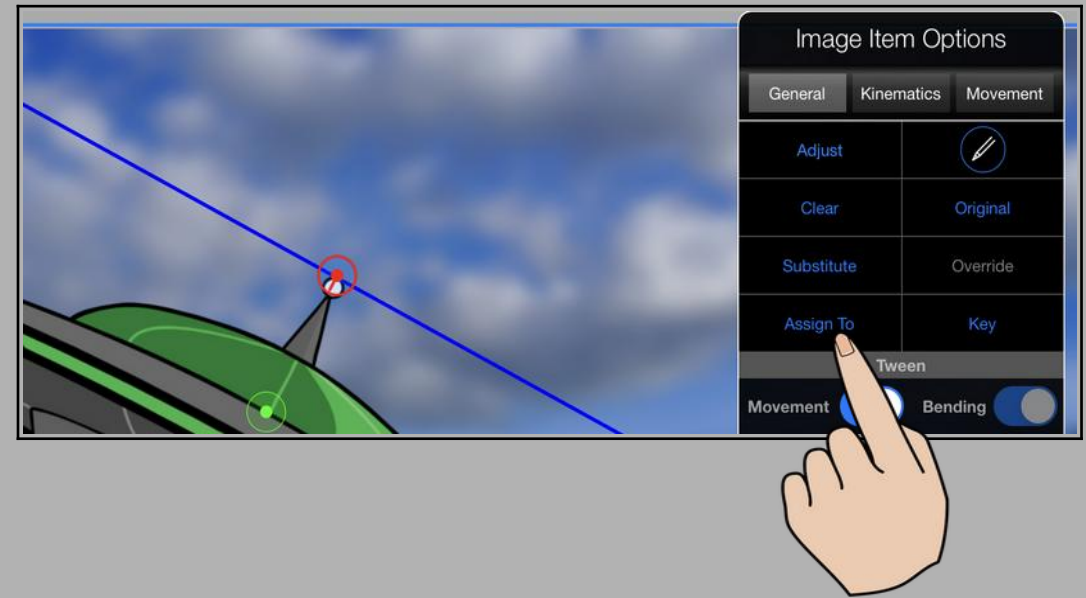 Image Item Options
General Kinematics Movement
Adjust
Clear Original
Substitute Override
Assign To Key
Tween
Movement Bending